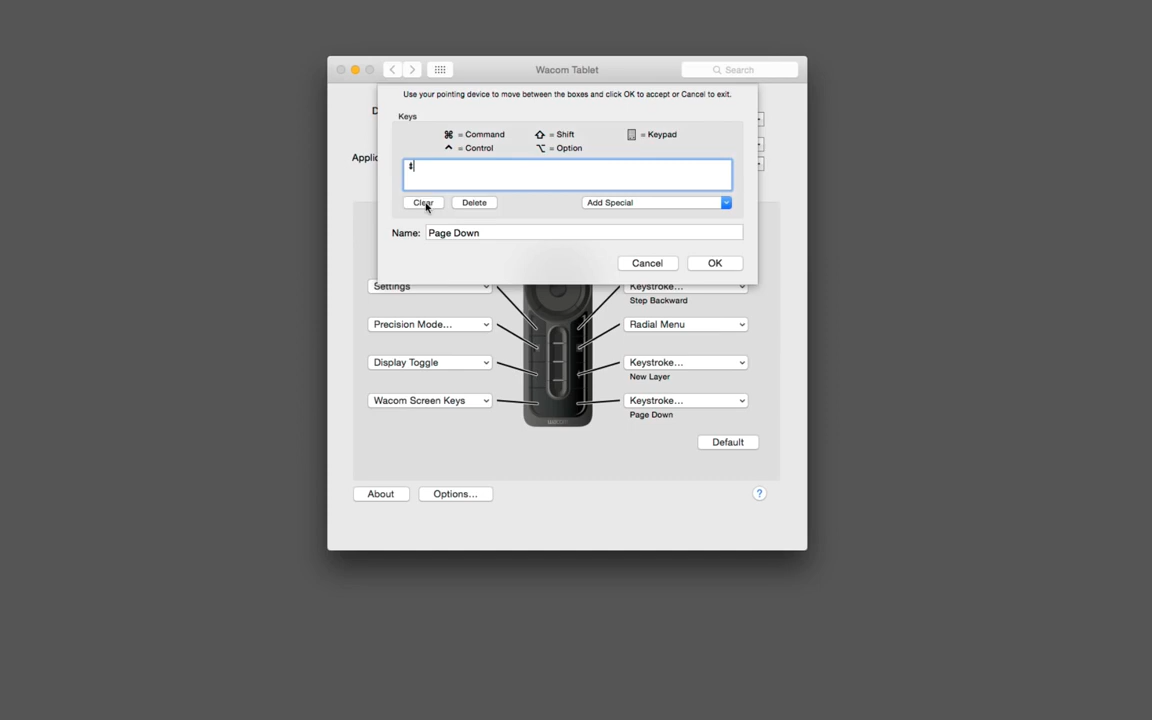 Wacom Tablet
Search
Use your pointing device to move between the boxes and click OK to accept or Cancel to exit.
Keys
⌘ = Command
⇧ = Shift
= Keypad
⌃ = Control
⌥ = Option
⇟
Clear
Delete
Add Special
Name: Page Down
Cancel
OK
D
Applic
Settings
Keystroke...
Step Backward
Precision Mode...
Radial Menu
Display Toggle
Keystroke...
New Layer
Wacom Screen Keys
Keystroke...
Page Down
Default
About
Options...
?